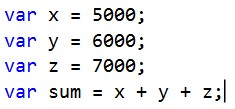 var x = 5000;
var y = 6000;
var z = 7000;
var sum = x + y + z;